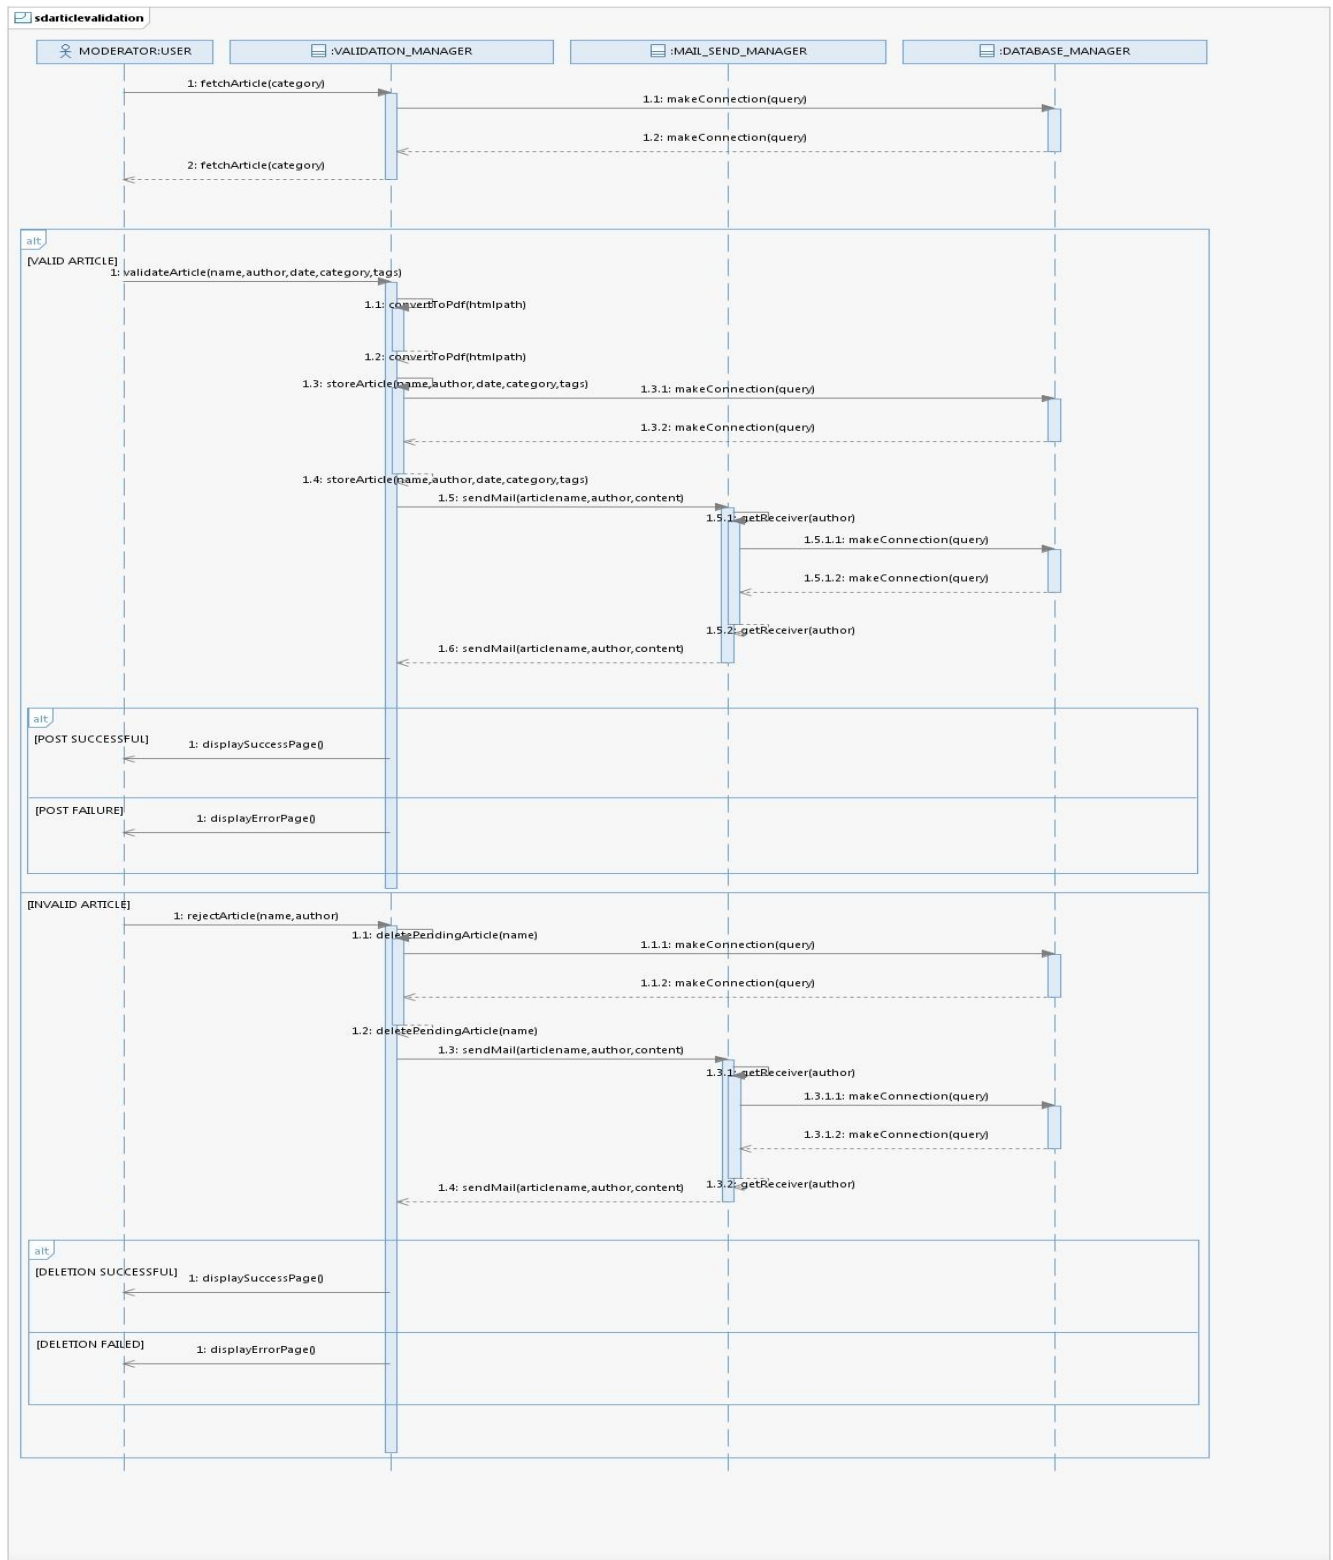 sdarticlevalidation
MODERATOR:USER
:VALIDATION_MANAGER
:MAIL_SEND_MANAGER
:DATABASE_MANAGER
1: fetchArticle(category)
1.1: makeConnection(query)
1.2: makeConnection(query)
2: fetchArticle(category)
alt
[VALID ARTICLE]
1: validateArticle(name,author,date,category,tags)
1.1: convertToPdf(htmlpath)
1.2: convertToPdf(htmlpath)
1.3: storeArticle(name,author,date,category,tags)
1.3.1: makeConnection(query)
1.3.2: makeConnection(query)
1.4: storeArticle(name,author,date,category,tags)
1.5: sendMail(articlename,author,content)
1.5.1: getReceiver(author)
1.5.1.1: makeConnection(query)
1.5.1.2: makeConnection(query)
1.5.2: getReceiver(author)
1.6: sendMail(articlename,author,content)
alt
[POST SUCCESSFUL]
1: displaySuccessPage()
[POST FAILURE]
1: displayErrorPage()
[INVALID ARTICLE]
1: rejectArticle(name,author)
1.1: deletePendingArticle(name)
1.1.1: makeConnection(query)
1.1.2: makeConnection(query)
1.2: deletePendingArticle(name)
1.3: sendMail(articlename,author,content)
1.3.1: getReceiver(author)
1.3.1.1: makeConnection(query)
1.3.1.2: makeConnection(query)
1.3.2: getReceiver(author)
1.4: sendMail(articlename,author,content)
alt
[DELETION SUCCESSFUL]
1: displaySuccessPage()
[DELETION FAILED]
1: displayErrorPage()